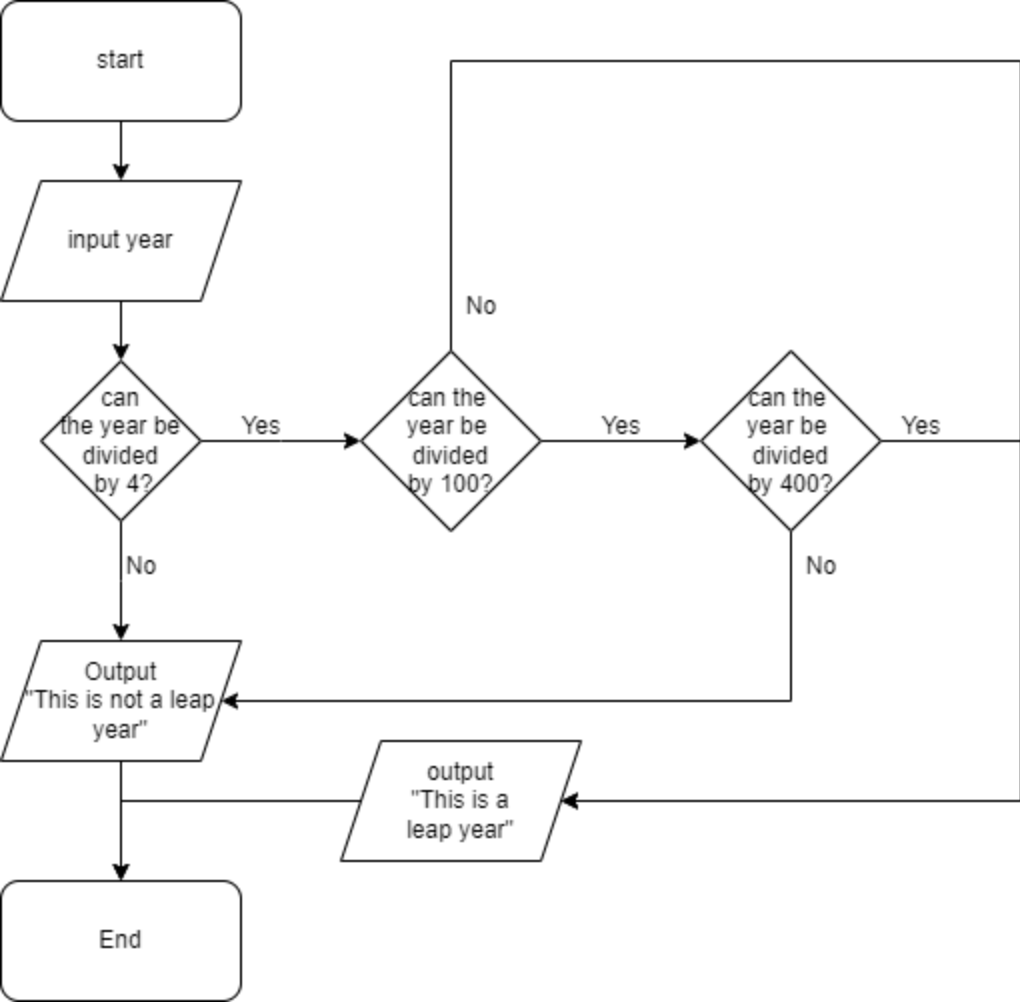 start
input year
No
can
the year be
divided
by 4?
Yes
can the
year be
divided
by 100?
Yes
can the
year be
divided
by 400?
Yes
No
No
Output
"This is not a leap
year"
output
"This is a
leap year"
End